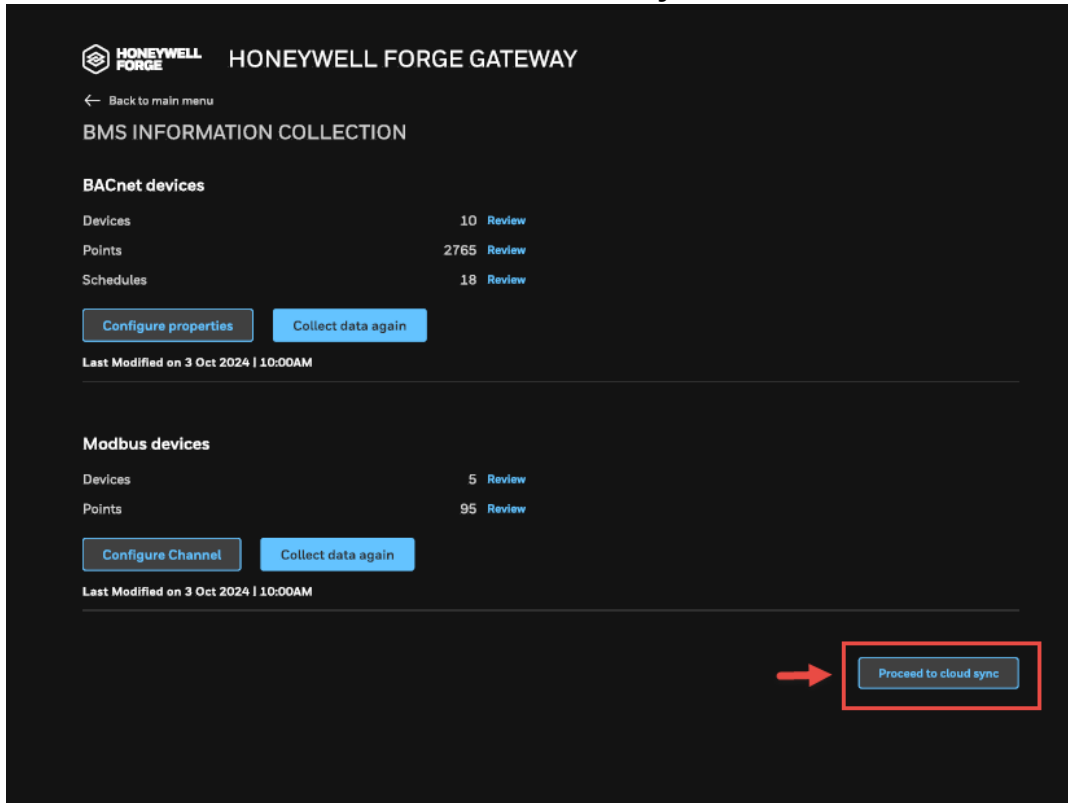 HONEYWELL FORGE HONEYWELL FORGE GATEWAY
← Back to main menu
BMS INFORMATION COLLECTION
BACnet devices
Devices 10 Review
Points 2765 Review
Schedules 18 Review
Configure properties Collect data again
Last Modified on 3 Oct 2024 | 10:00AM
Modbus devices
Devices 5 Review
Points 95 Review
Configure Channel Collect data again
Last Modified on 3 Oct 2024 | 10:00AM
Proceed to cloud sync